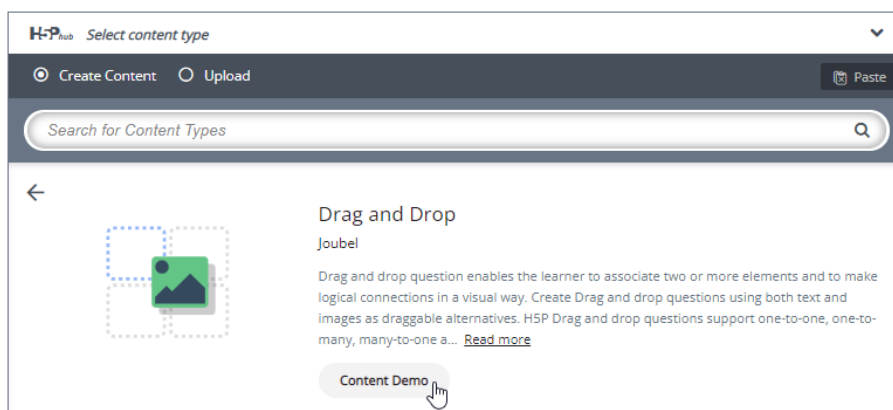 H5P hub Select content type
Create Content Upload Paste
Search for Content Types
Drag and Drop
Joubel
Drag and drop question enables the learner to associate two or more elements and to make
logical connections in a visual way. Create Drag and drop questions using both text and
images as draggable alternatives. H5P Drag and drop questions support one-to-one, one-to-
many, many-to-one a... Read more
Content Demo